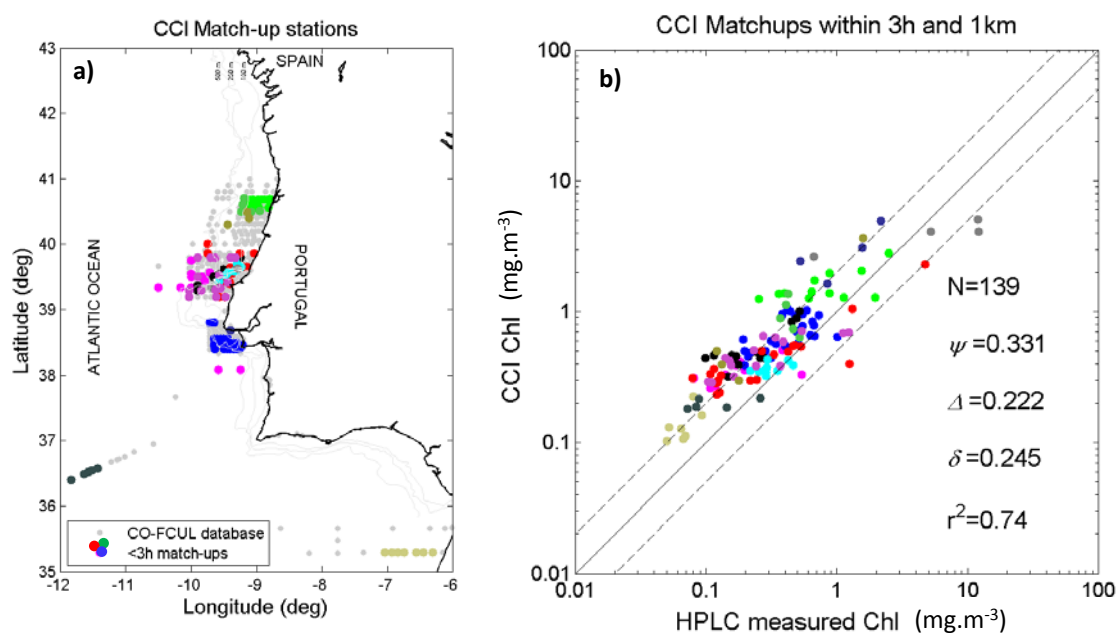 CCI Match-up stations
a)
SPAIN
500 m
200 m
100 m
43
42
41
40
39
38
37
36
35
Latitude (deg)
ATLANTIC OCEAN
PORTUGAL
CO-FCUL database
<3h match-ups
-12
-11
-10
-9
-8
-7
-6
Longitude (deg)
CCI Matchups within 3h and 1km
b)
100
10
1
0.1
0.01
CCI Chl (mg.m-3)
N=139
ψ=0.331
Δ=0.222
δ=0.245
r²=0.74
0.01
0.1
1
10
100
HPLC measured Chl (mg.m-3)